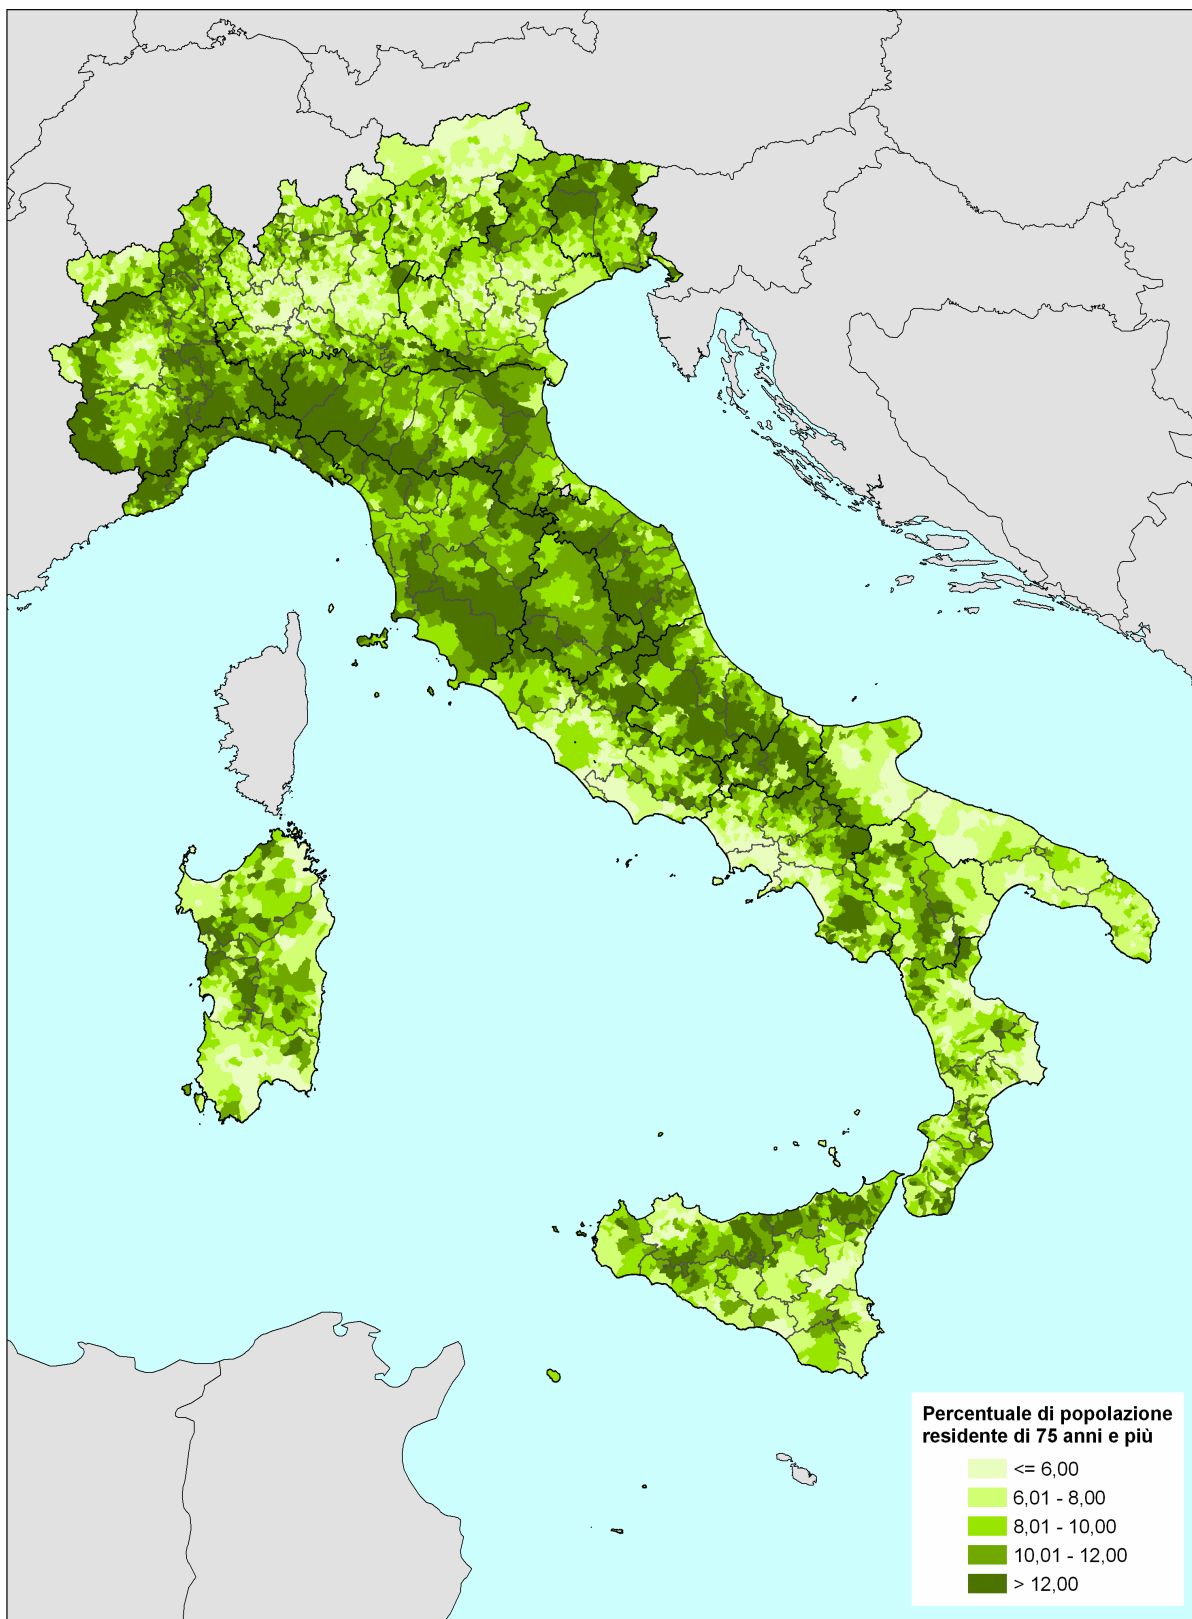 Percentuale di popolazione
residente di 75 anni e più
<= 6,00
6,01 - 8,00
8,01 - 10,00
10,01 - 12,00
> 12,00